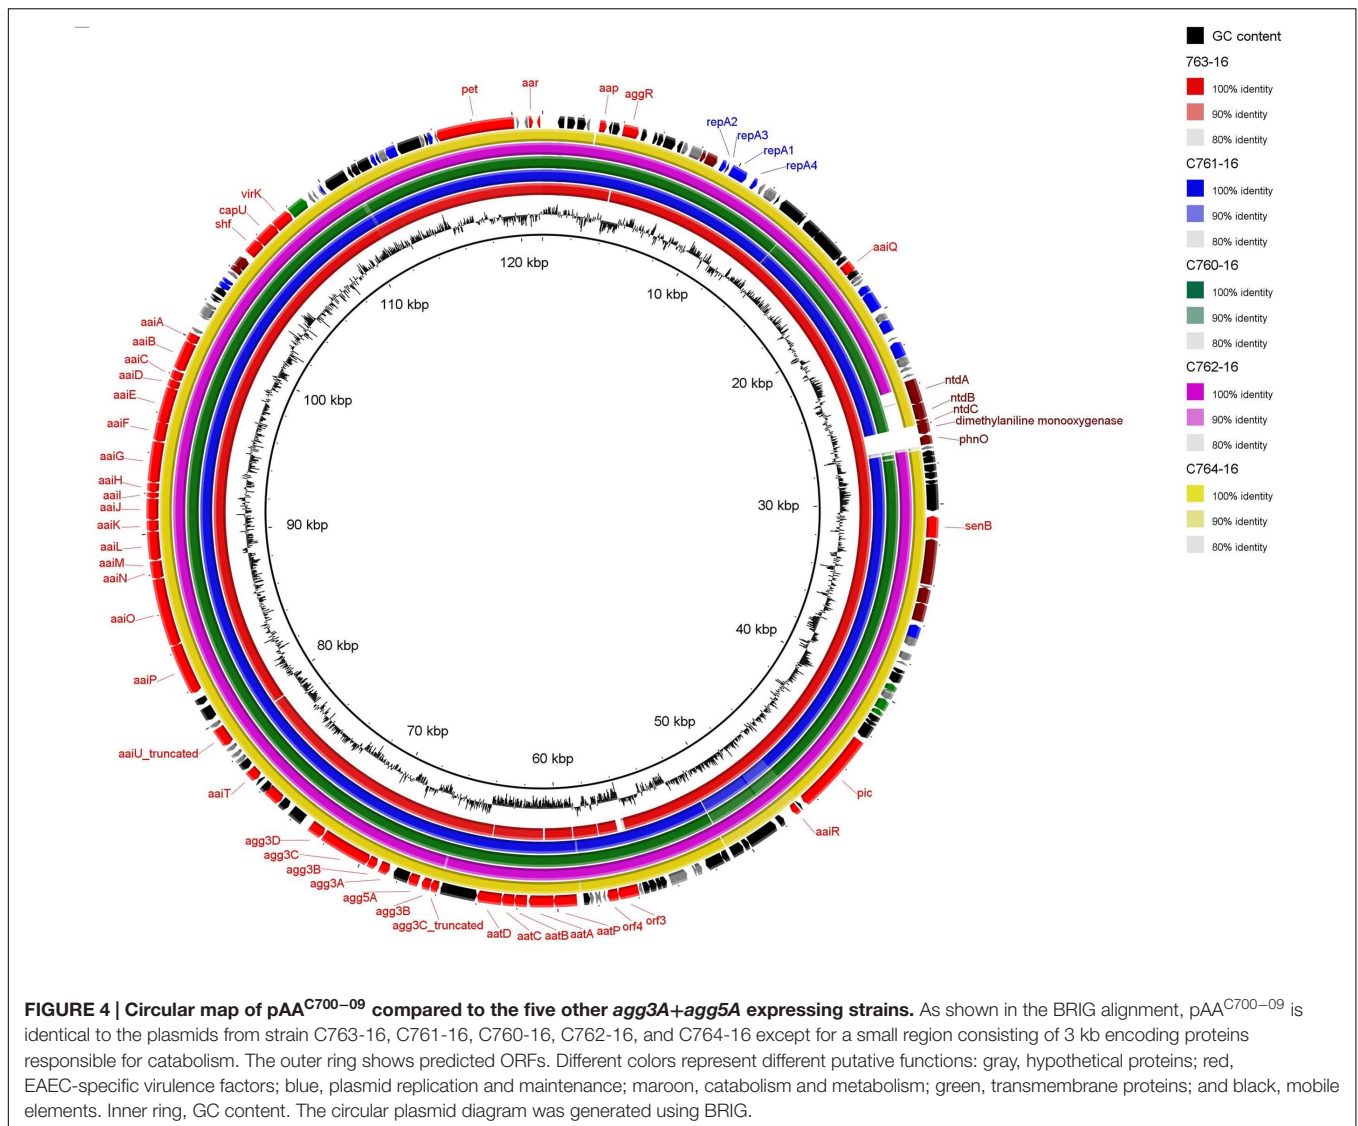 GC content
763-16
100% identity
90% identity
80% identity
C761-16
100% identity
90% identity
80% identity
C760-16
100% identity
90% identity
80% identity
C762-16
100% identity
90% identity
80% identity
C764-16
100% identity
90% identity
80% identity
pet
aar
aap
aggR
repA2
repA3
repA1
repA4
aaiQ
ntdA
ntdB
ntdC
dimethylaniline monooxygenase
phnO
senB
pic
aaiR
orf3
orf4
aatP
aatA
aatB
aatC
aatD
agg3C_truncated
agg3B
agg5A
agg3A
agg3B
agg3C
agg3D
aaiT
aaiU_truncated
aaiP
aaiO
aaiN
aaiM
aaiL
aaiK
aaiJ
aaiI
aaiH
aaiG
aaiF
aaiE
aaiD
aaiC
aaiB
aaiA
shf
capU
virK
10 kbp
20 kbp
30 kbp
40 kbp
50 kbp
60 kbp
70 kbp
80 kbp
90 kbp
100 kbp
110 kbp
120 kbp
FIGURE 4 | Circular map of pAAC700−09 compared to the five other agg3A+agg5A expressing strains. As shown in the BRIG alignment, pAAC700−09 is
identical to the plasmids from strain C763-16, C761-16, C760-16, C762-16, and C764-16 except for a small region consisting of 3 kb encoding proteins
responsible for catabolism. The outer ring shows predicted ORFs. Different colors represent different putative functions: gray, hypothetical proteins; red,
EAEC-specific virulence factors; blue, plasmid replication and maintenance; maroon, catabolism and metabolism; green, transmembrane proteins; and black, mobile
elements. Inner ring, GC content. The circular plasmid diagram was generated using BRIG.